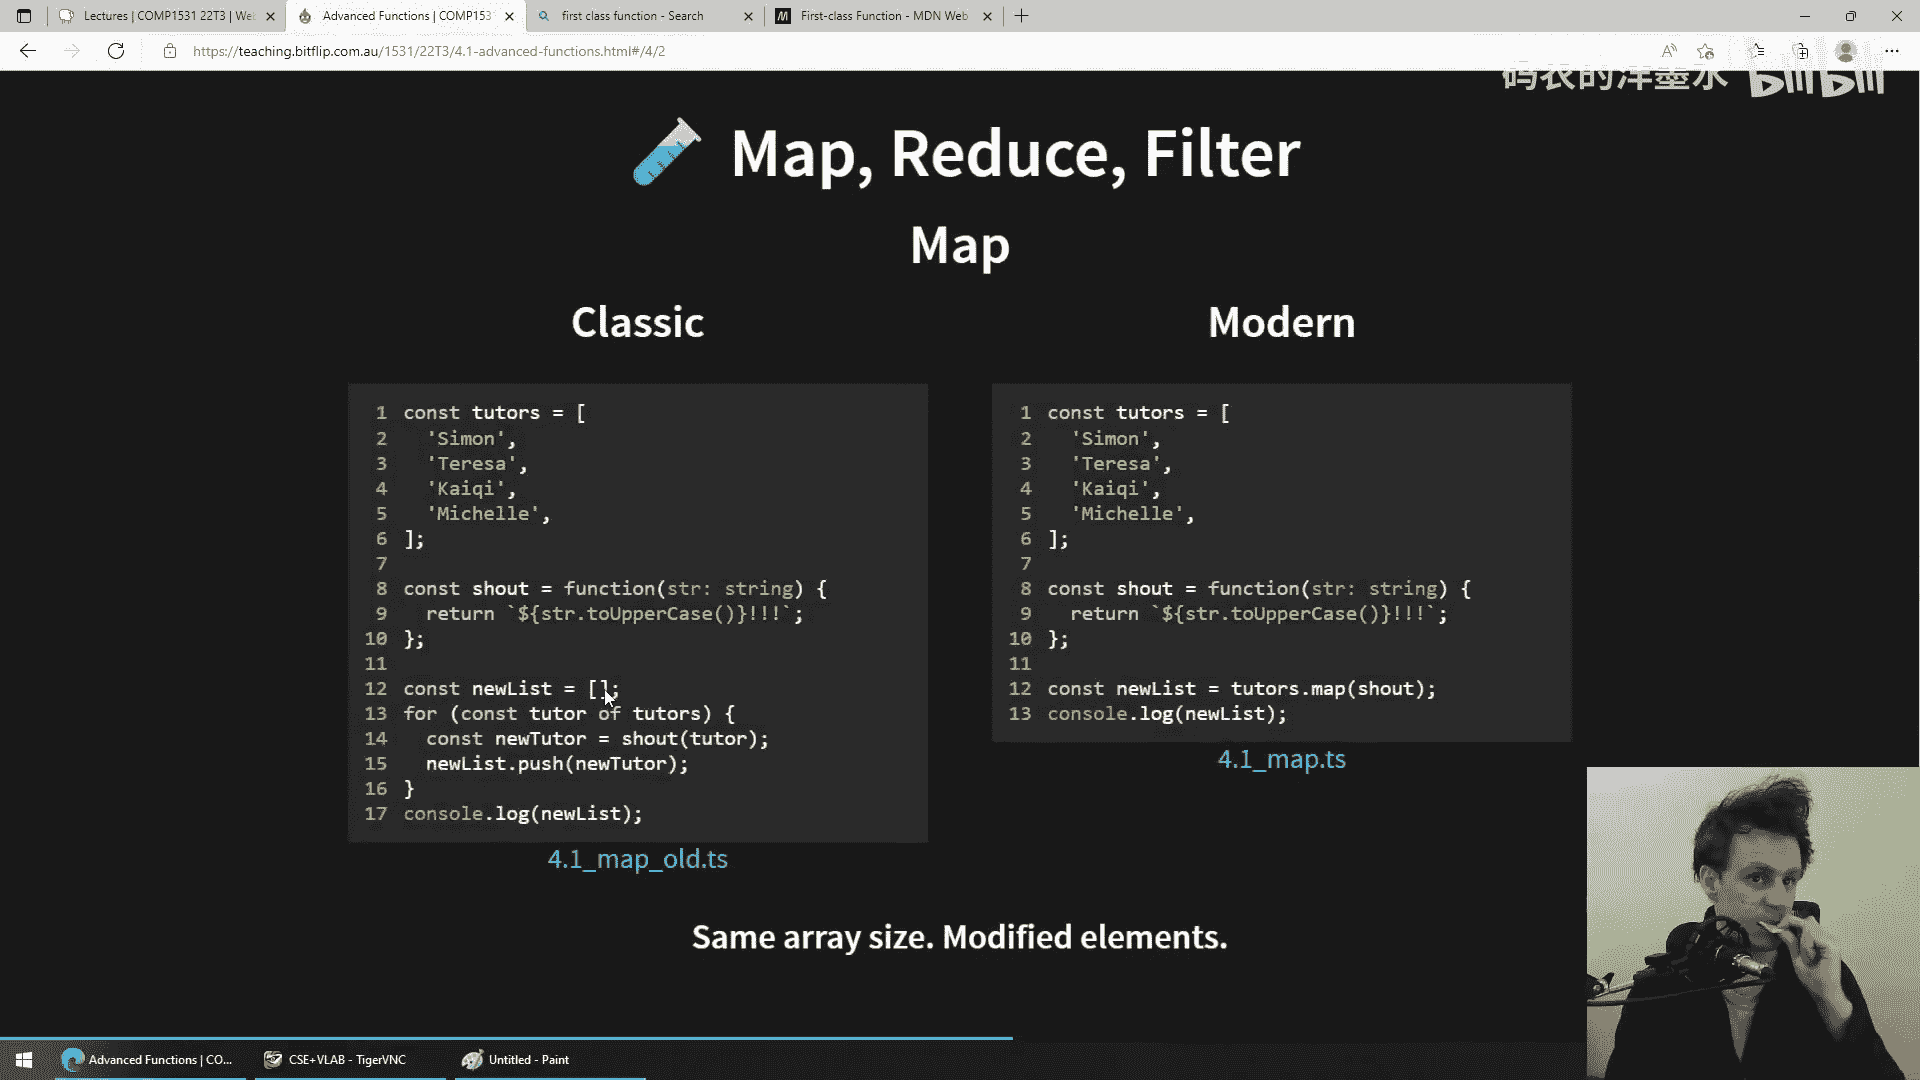 Lectures | COMP1531 22T3 | We
Advanced Functions | COMP153
first class function - Search
First-class Function - MDN Web
https://teaching.bitflip.com.au/1531/22T3/4.1-advanced-functions.html#/4/2
码农的洋墨水 bilibili
Map, Reduce, Filter
Map
Classic
1 const tutors = [
2 'Simon',
3 'Teresa',
4 'Kaiqi',
5 'Michelle',
6 ];
7
8 const shout = function(str: string) {
9 return `${str.toUpperCase()}!!!`;
10 };
11
12 const newList = [];
13 for (const tutor of tutors) {
14 const newTutor = shout(tutor);
15 newList.push(newTutor);
16 }
17 console.log(newList);
4.1_map_old.ts
Modern
1 const tutors = [
2 'Simon',
3 'Teresa',
4 'Kaiqi',
5 'Michelle',
6 ];
7
8 const shout = function(str: string) {
9 return `${str.toUpperCase()}!!!`;
10 };
11
12 const newList = tutors.map(shout);
13 console.log(newList);
4.1_map.ts
Same array size. Modified elements.
Advanced Functions | CO...
CSE+VLAB - TigerVNC
Untitled - Paint